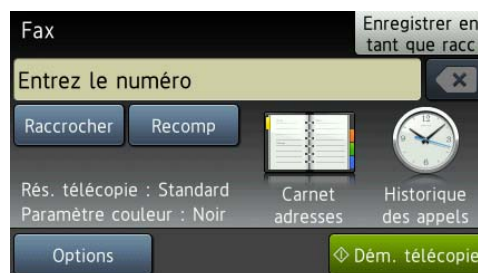 Fax
Enregistrer en
tant que racc
Entrez le numéro
Raccrocher
Recomp
Rés. télécopie : Standard
Paramètre couleur : Noir
Carnet
adresses
Historique
des appels
Options
Dém. télécopie